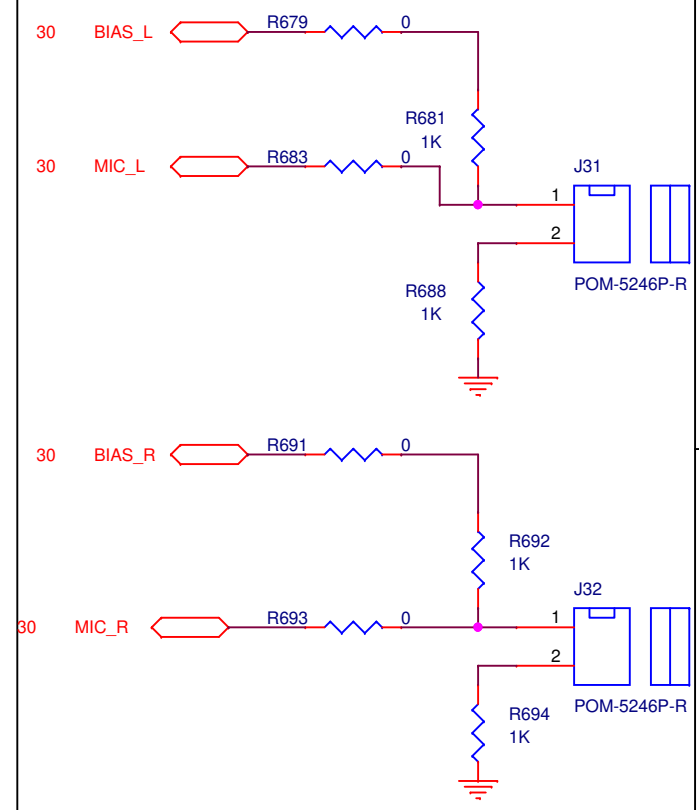 30 BIAS_L R679 0
R681
1K
30 MIC_L R683 0
J31
1
2
POM-5246P-R
R688
1K
30 BIAS_R R691 0
R692
1K
J32
30 MIC_R R693 0
1
2
POM-5246P-R
R694
1K